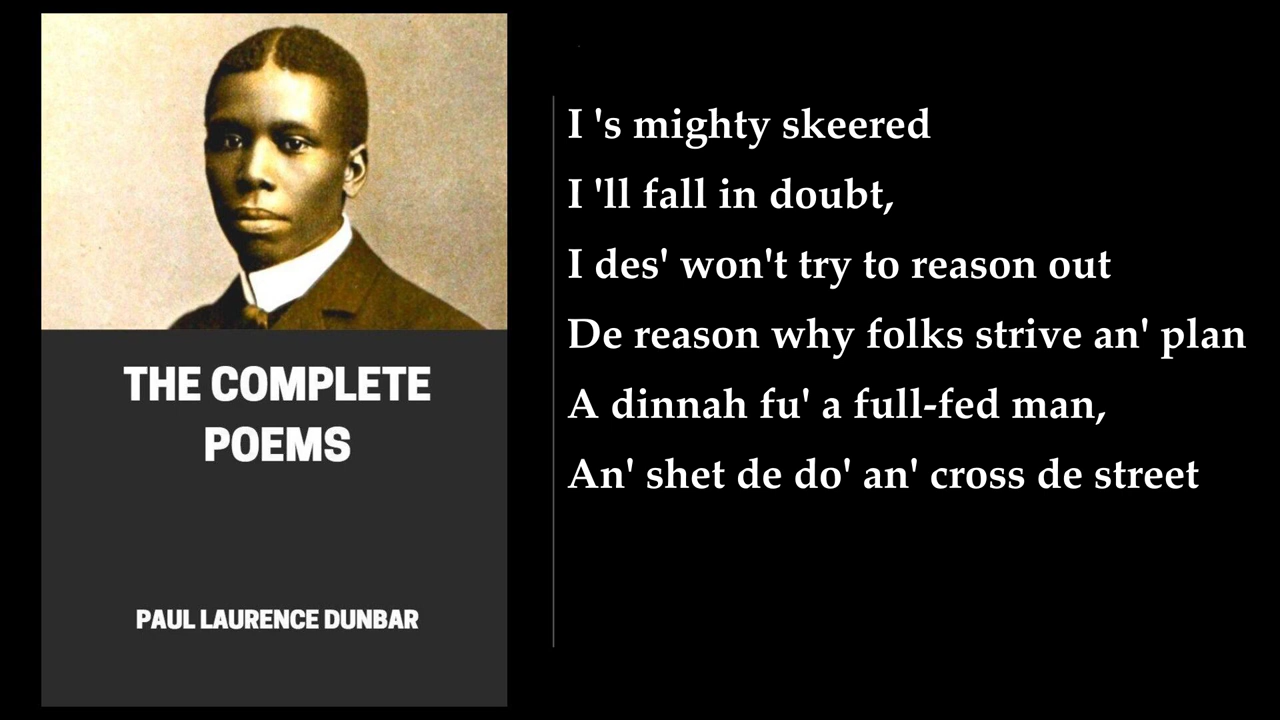 THE COMPLETE
POEMS
PAUL LAURENCE DUNBAR
I 's mighty skeered
I 'll fall in doubt,
I des' won't try to reason out
De reason why folks strive an' plan
A dinnah fu' a full-fed man,
An' shet de do' an' cross de street